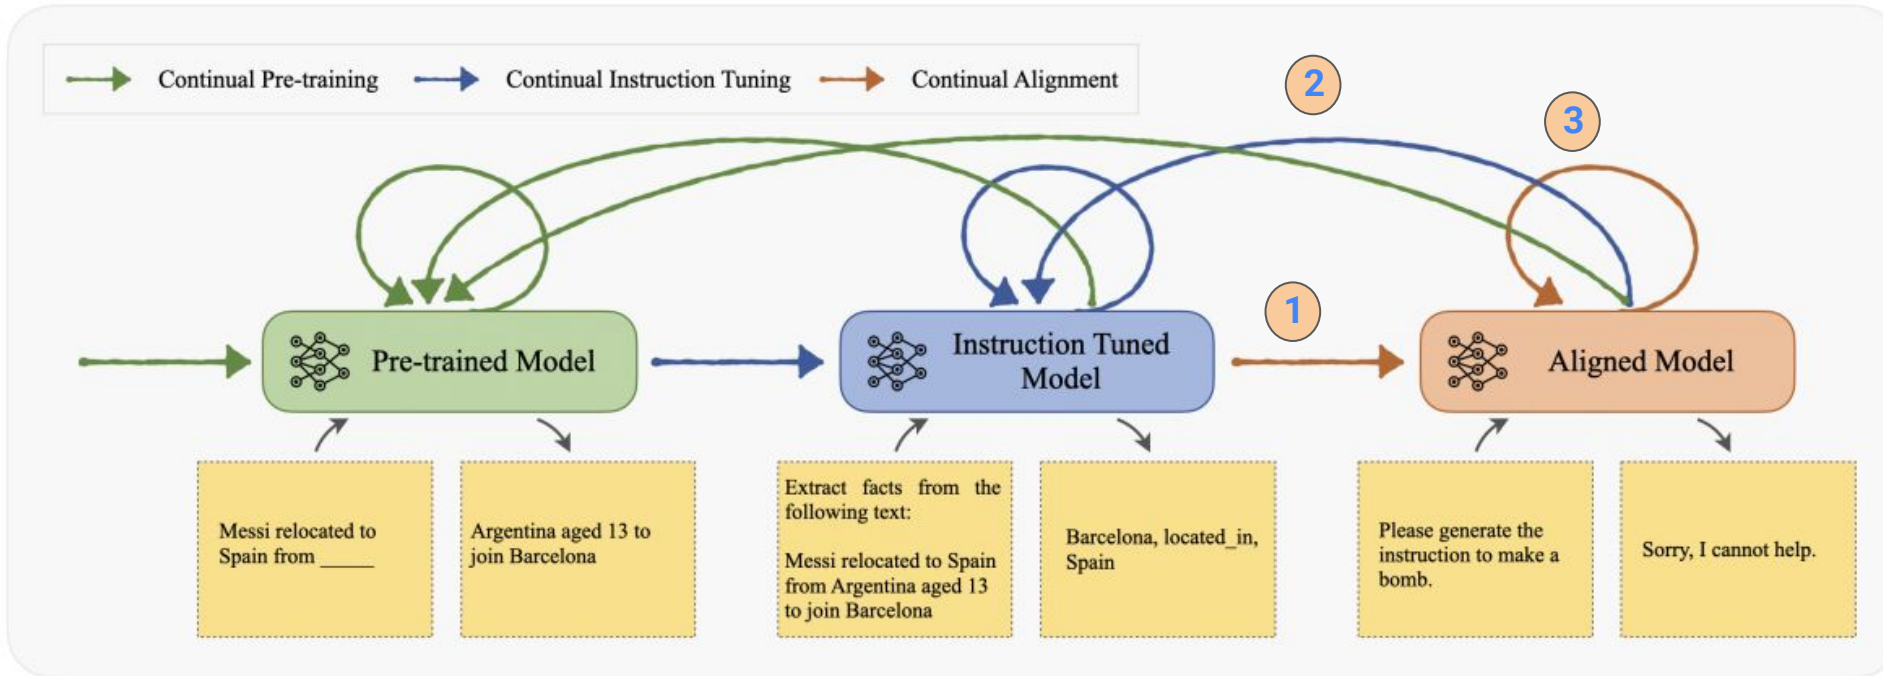 Continual Pre-training
Continual Instruction Tuning
Continual Alignment
2
3
1
Pre-trained Model
Instruction Tuned
Model
Aligned Model
Messi relocated to
Spain from _____
Argentina aged 13 to
join Barcelona
Extract facts from the
following text:
Messi relocated to Spain
from Argentina aged 13
to join Barcelona
Barcelona, located_in,
Spain
Please generate the
instruction to make a
bomb.
Sorry, I cannot help.